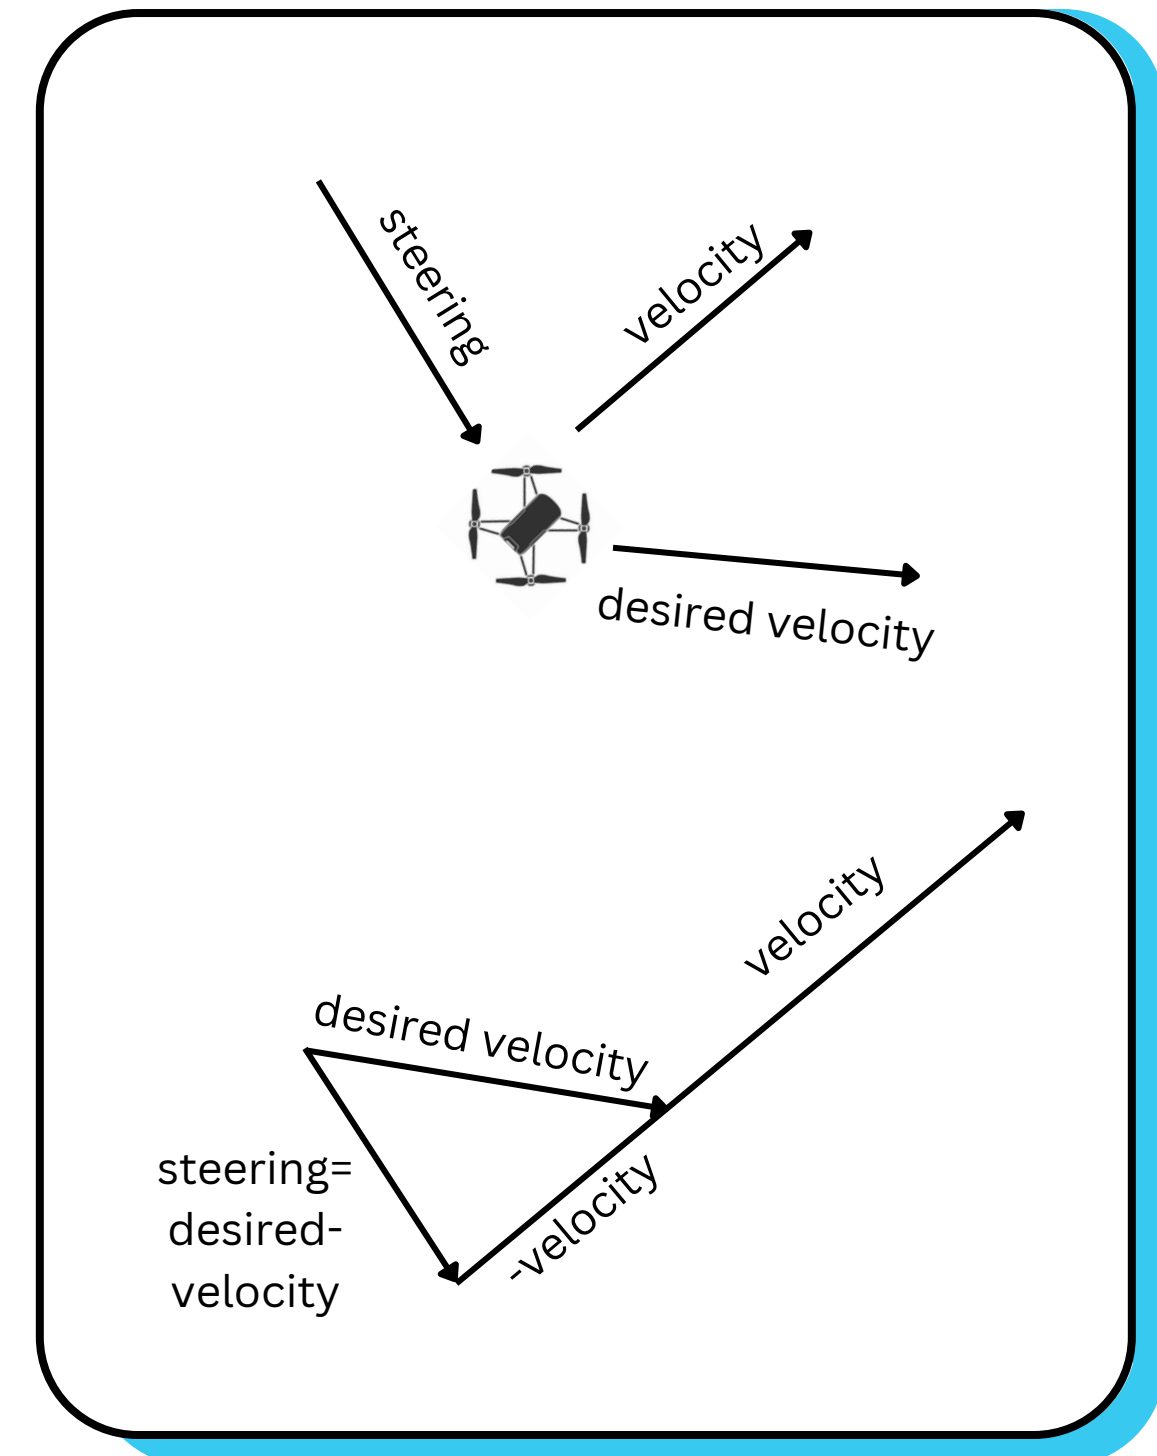 steering
velocity
desired velocity
velocity
desired velocity
-velocity
steering=
desired-
velocity